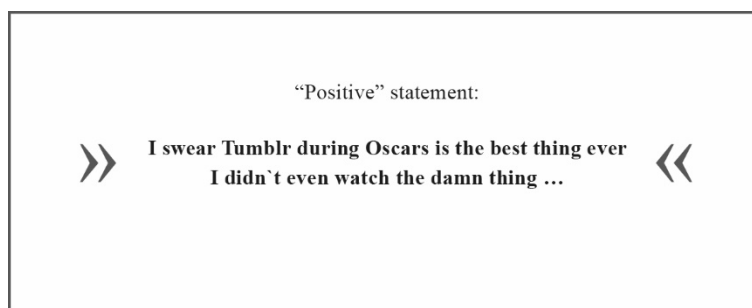 “Positive” statement:
» I swear Tumblr during Oscars is the best thing ever «
I didn`t even watch the damn thing …